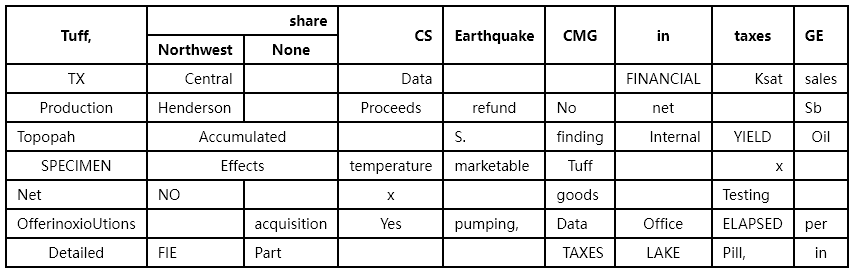 Tuff, share CS Earthquake CMG in taxes GE
Northwest None
TX Central Data FINANCIAL Ksat sales
Production Henderson Proceeds refund No net Sb
Topopah Accumulated S. finding Internal YIELD Oil
SPECIMEN Effects temperature marketable Tuff x
Net NO x goods Testing
OfferinoxioUtions acquisition Yes pumping, Data Office ELAPSED per
Detailed FIE Part TAXES LAKE Pill, in